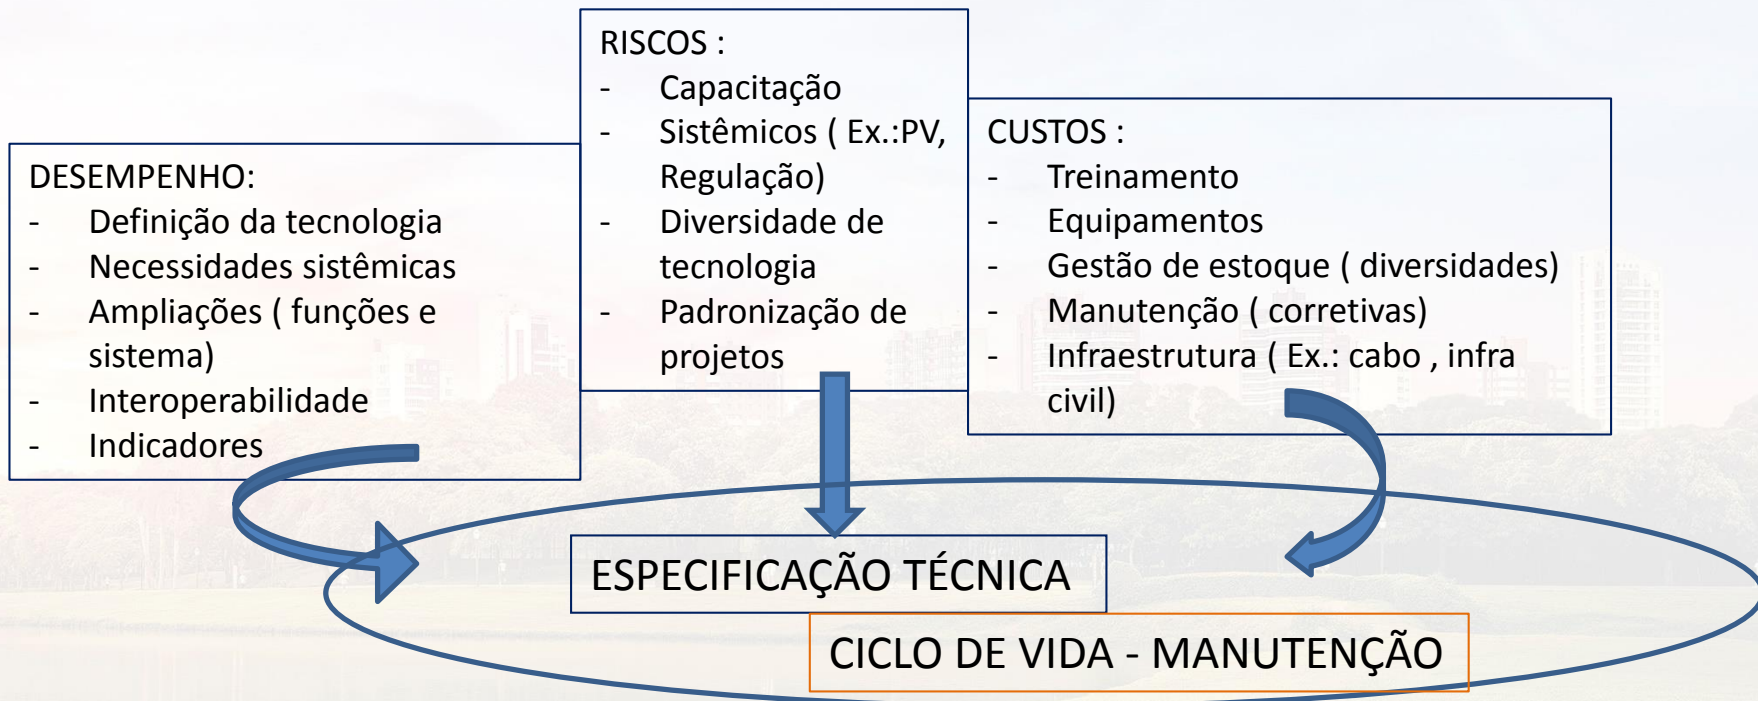 DESEMPENHO:
- Definição da tecnologia
- Necessidades sistêmicas
- Ampliações ( funções e
sistema)
- Interoperabilidade
- Indicadores
RISCOS :
- Capacitação
- Sistêmicos ( Ex.:PV,
Regulação)
- Diversidade de
tecnologia
- Padronização de
projetos
CUSTOS :
- Treinamento
- Equipamentos
- Gestão de estoque ( diversidades)
- Manutenção ( corretivas)
- Infraestrutura ( Ex.: cabo , infra
civil)
ESPECIFICAÇÃO TÉCNICA
CICLO DE VIDA - MANUTENÇÃO